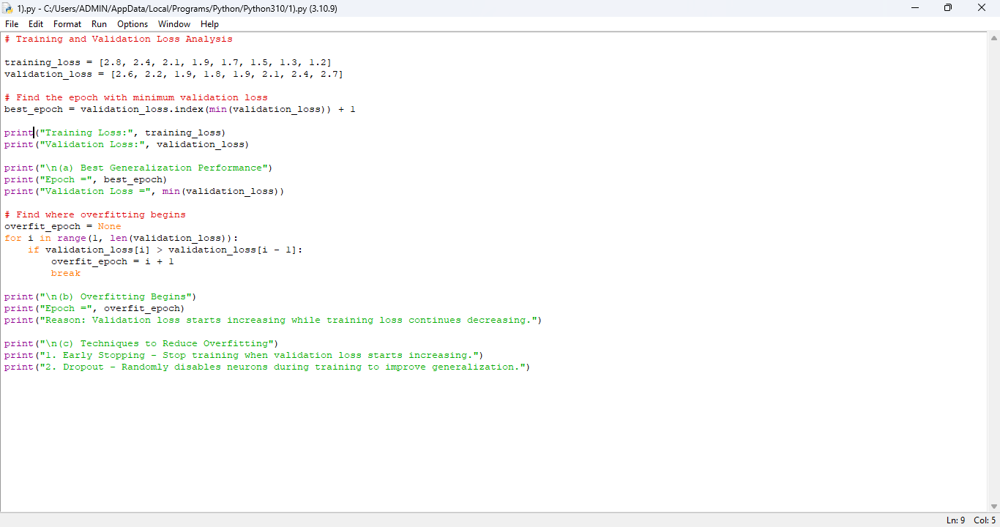 1).py - C:/Users/ADMIN/AppData/Local/Programs/Python/Python310/1).py (3.10.9)
File Edit Format Run Options Window Help
# Training and Validation Loss Analysis
training_loss = [2.8, 2.4, 2.1, 1.9, 1.7, 1.5, 1.3, 1.2]
validation_loss = [2.6, 2.2, 1.9, 1.8, 1.9, 2.1, 2.4, 2.7]
# Find the epoch with minimum validation loss
best_epoch = validation_loss.index(min(validation_loss)) + 1
print("Training Loss:", training_loss)
print("Validation Loss:", validation_loss)
print("\n(a) Best Generalization Performance")
print("Epoch =", best_epoch)
print("Validation Loss =", min(validation_loss))
# Find where overfitting begins
overfit_epoch = None
for i in range(1, len(validation_loss)):
    if validation_loss[i] > validation_loss[i - 1]:
        overfit_epoch = i + 1
        break
print("\n(b) Overfitting Begins")
print("Epoch =", overfit_epoch)
print("Reason: Validation loss starts increasing while training loss continues decreasing.")
print("\n(c) Techniques to Reduce Overfitting")
print("1. Early Stopping - Stop training when validation loss starts increasing.")
print("2. Dropout - Randomly disables neurons during training to improve generalization.")
Ln: 9 Col: 5